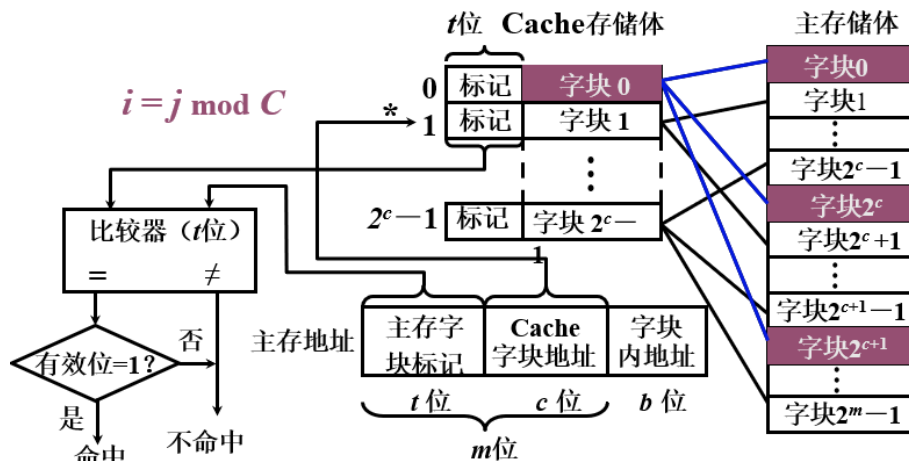 t位 Cache存储体 主存储体
i = j mod C
0 标记 字块 0
* 1 标记 字块 1
⋮
2ᶜ－1 标记 字块 2ᶜ－
1
字块0
字块1
⋮
字块2ᶜ－1
字块2ᶜ
字块2ᶜ+1
⋮
字块2ᶜ⁺¹－1
字块2ᶜ⁺¹
⋮
字块2ᵐ－1
比较器（t位）
= ≠
有效位=1？
否
是
命中
不命中
主存地址
主存字
块标记
Cache
字块地址
字块
内地址
t 位 c 位 b 位
m位